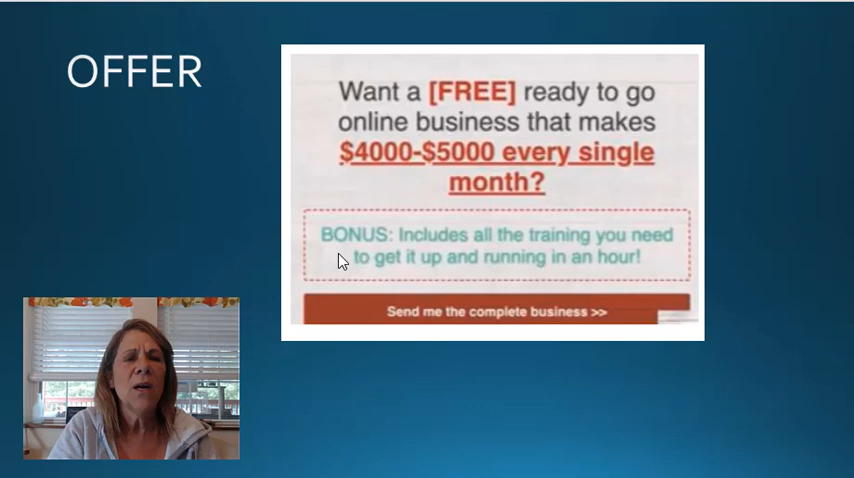 OFFER
Want a [FREE] ready to go
online business that makes
$4000-$5000 every single
month?
BONUS: Includes all the training you need
to get it up and running in an hour!
Send me the complete business >>